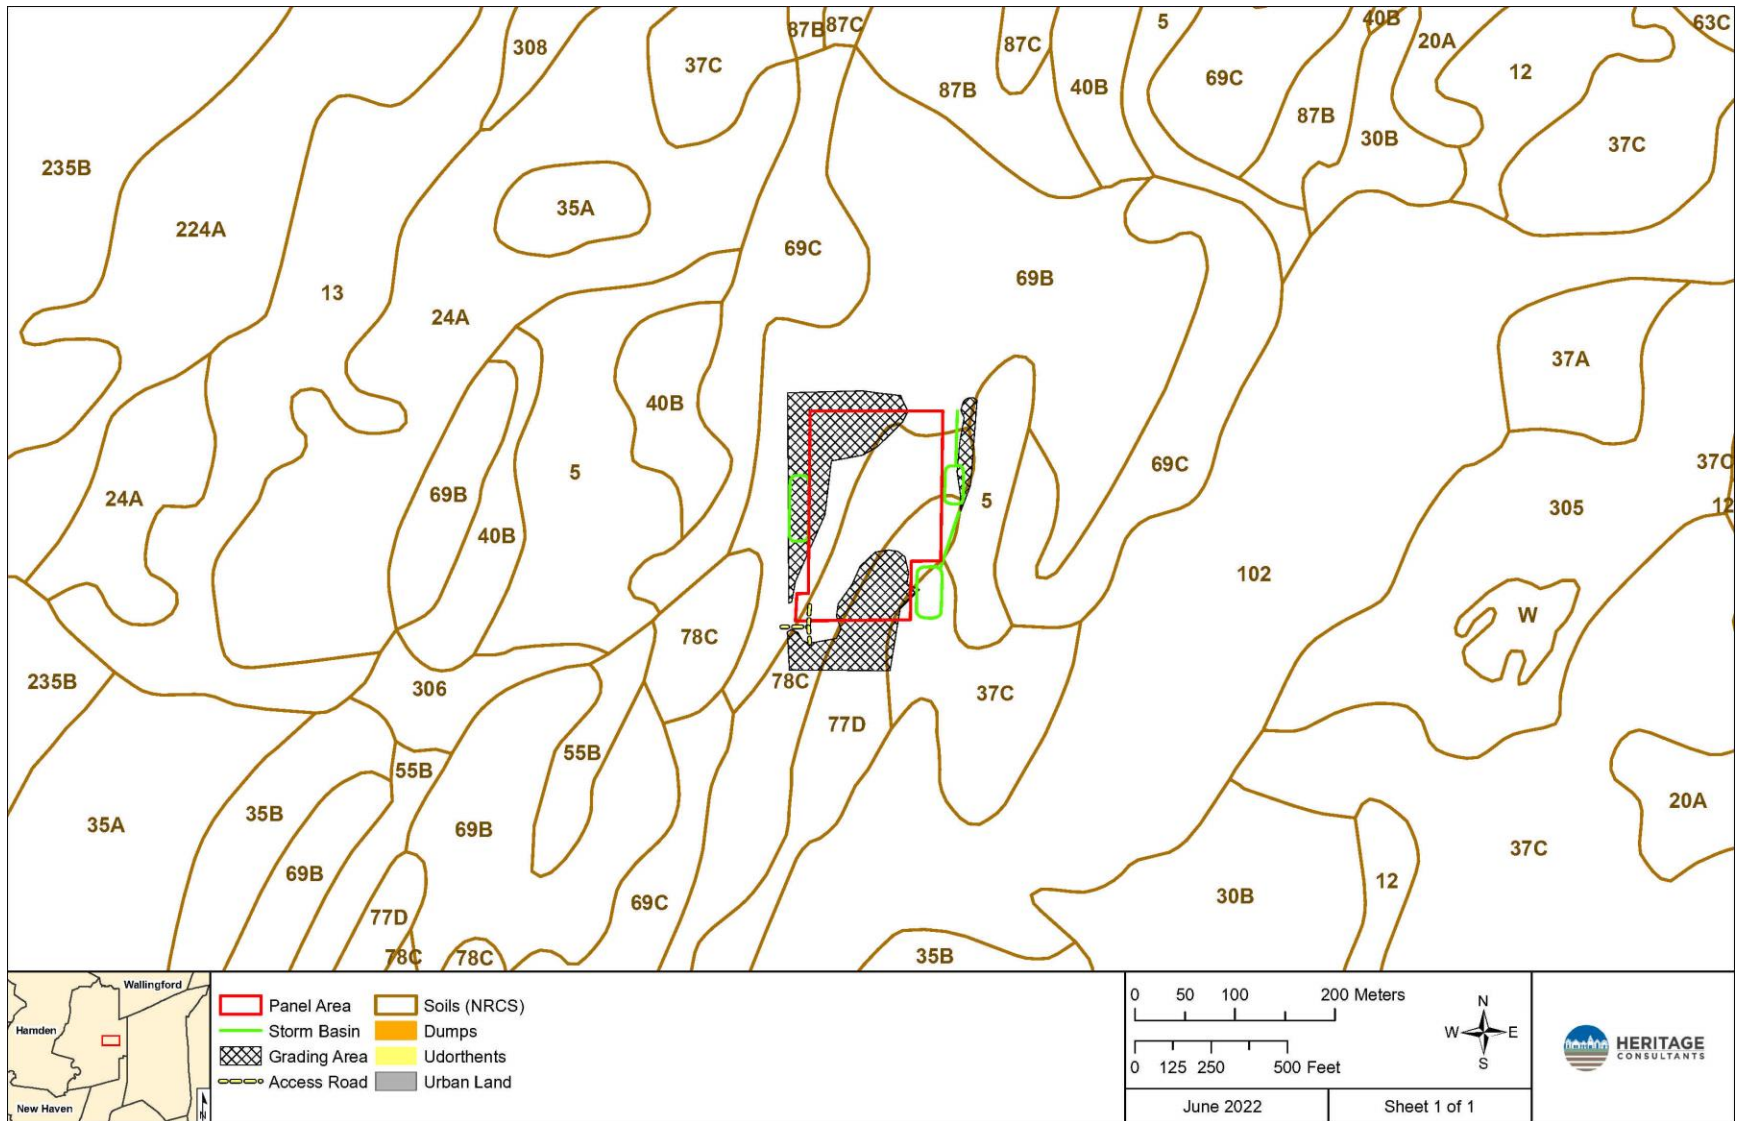 87B
87C
5
40B
63C
308
20A
37C
87C
12
69C
87B
40B
87B
30B
37C
235B
35A
224A
69C
69B
13
24A
37A
40B
37C
69C
5
69B
24A
5
305
12
40B
102
W
78C
235B
306
78C
37C
77D
55B
55B
20A
35B
35A
69B
37C
69B
12
30B
69C
77D
78C
78C
35B
Wallingford
Hamden
New Haven
N
Panel Area
Storm Basin
Grading Area
Access Road
Soils (NRCS)
Dumps
Udorthents
Urban Land
0 50 100 200 Meters
0 125 250 500 Feet
N
W E
S
June 2022
Sheet 1 of 1
HERITAGE
CONSULTANTS